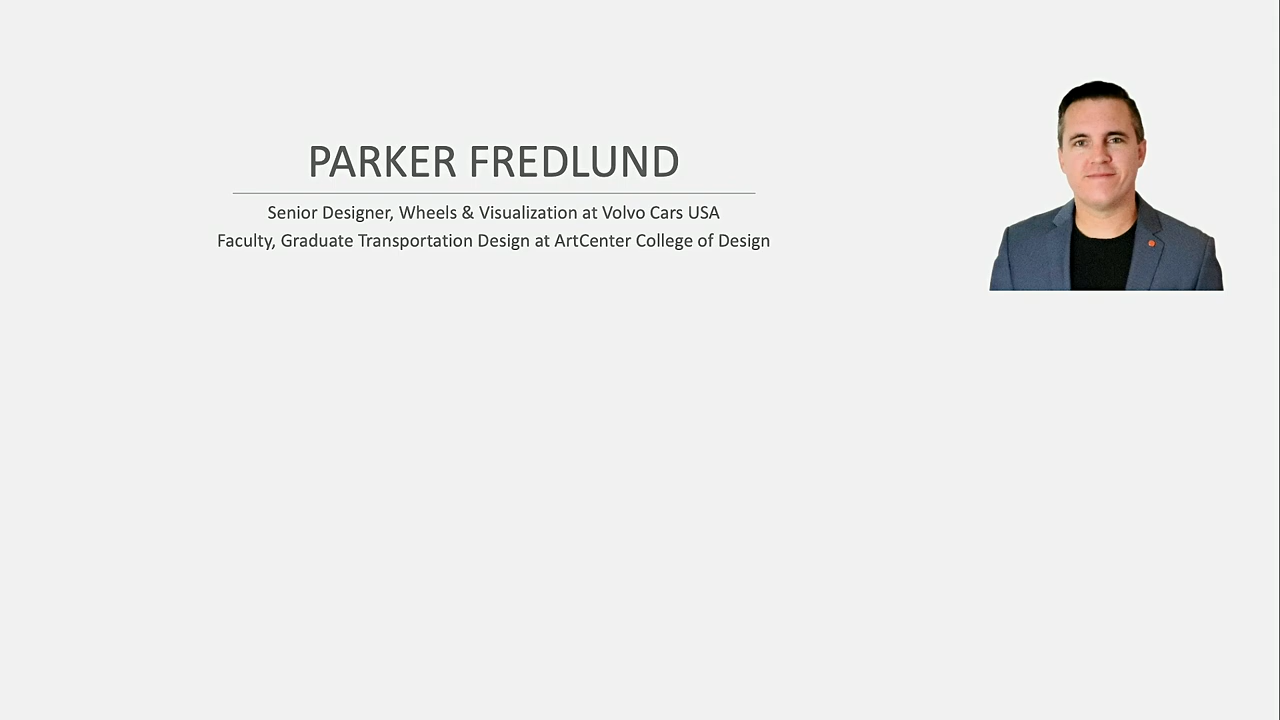 PARKER FREDLUND
Senior Designer, Wheels & Visualization at Volvo Cars USA
Faculty, Graduate Transportation Design at ArtCenter College of Design